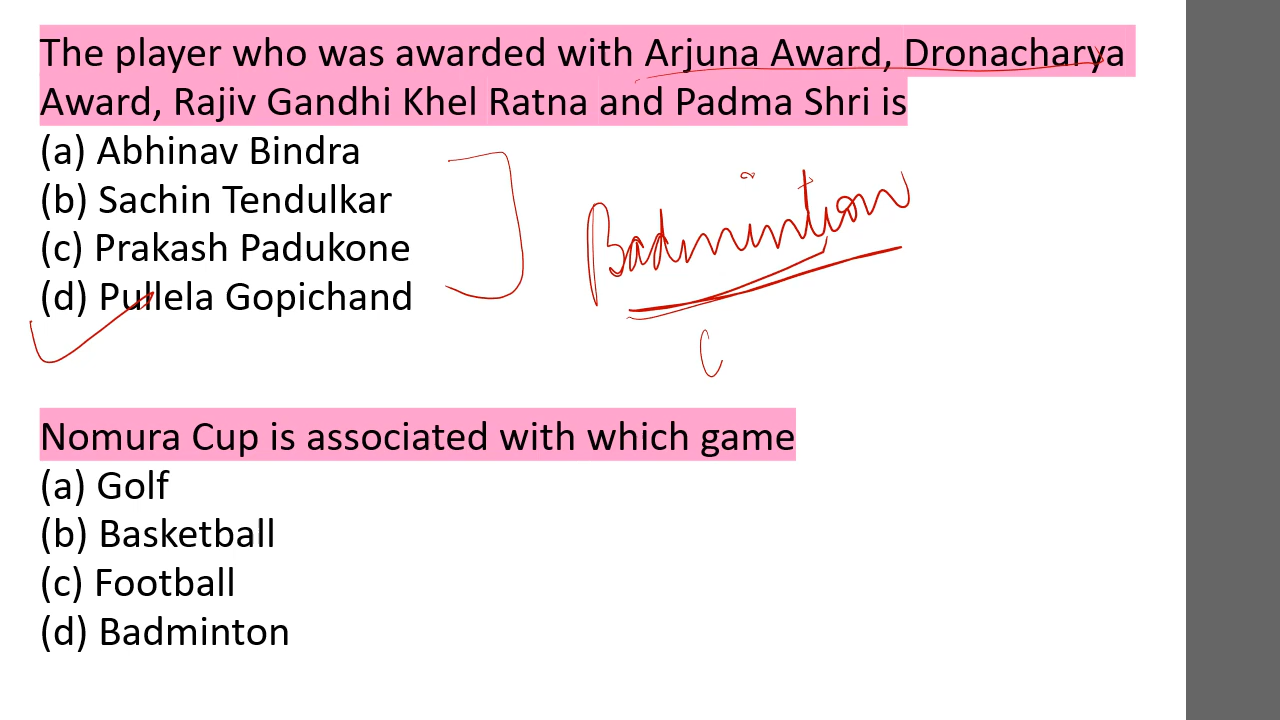 The player who was awarded with Arjuna Award, Dronacharya
Award, Rajiv Gandhi Khel Ratna and Padma Shri is
(a) Abhinav Bindra
(b) Sachin Tendulkar
(c) Prakash Padukone
(d) Pullela Gopichand
Badmintion
C
Nomura Cup is associated with which game
(a) Golf
(b) Basketball
(c) Football
(d) Badminton